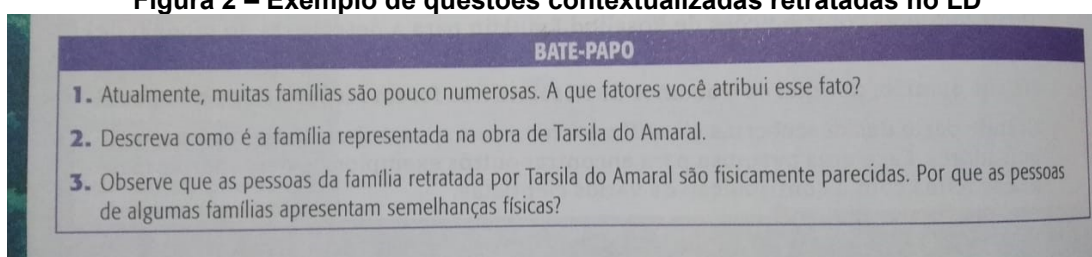 Figura 2 – Exemplo de questões contextualizadas retratadas no LD
BATE-PAPO
1. Atualmente, muitas famílias são pouco numerosas. A que fatores você atribui esse fato?
2. Descreva como é a família representada na obra de Tarsila do Amaral.
3. Observe que as pessoas da família retratada por Tarsila do Amaral são fisicamente parecidas. Por que as pessoas
de algumas famílias apresentam semelhanças físicas?